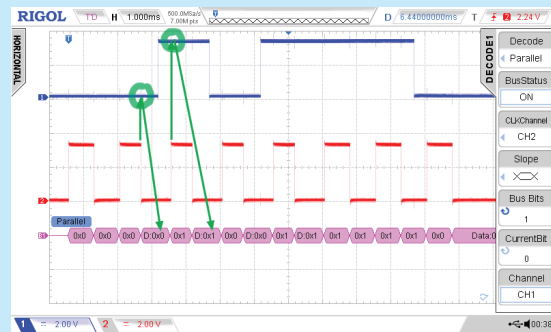 RIGOL T'D H 1.000ms 500.0MSa/s 7.00M pts D 6.44000000ms T 2 2.24 V
HORIZONTAL
DECODE1
Decode
Parallel
BusStatus
ON
CLKChannel
CH2
Slope
Bus Bits
1
CurrentBit
0
Channel
CH1
1
2
Parallel
B1 0x0 0x0 0x0 D:0x0 0x1 D:0x1 0x0 D:0x0 0x1 D:0x1 0x1 0x1 0x1 0x0 0x0 Data:0
1 = 2.00 V 2 = 2.00 V 00:38